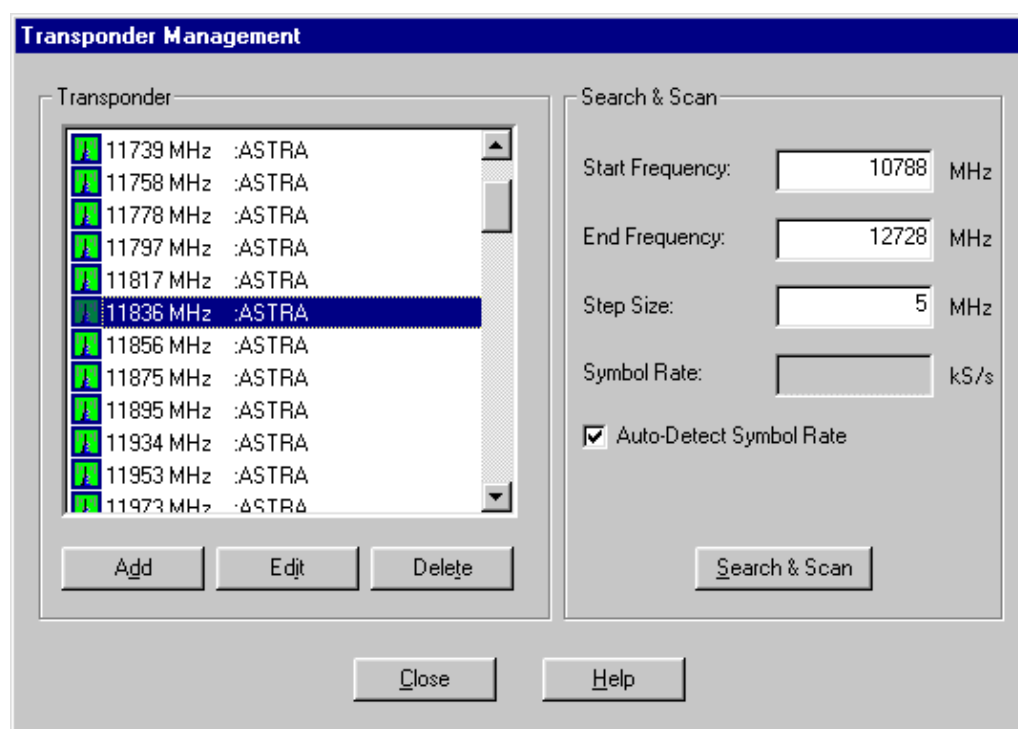 Transponder Management
Transponder
11739 MHz :ASTRA
11758 MHz :ASTRA
11778 MHz :ASTRA
11797 MHz :ASTRA
11817 MHz :ASTRA
11836 MHz :ASTRA
11856 MHz :ASTRA
11875 MHz :ASTRA
11895 MHz :ASTRA
11934 MHz :ASTRA
11953 MHz :ASTRA
11973 MHz :ASTRA
Add Edit Delete
Search & Scan
Start Frequency: 10788 MHz
End Frequency: 12728 MHz
Step Size: 5 MHz
Symbol Rate: kS/s
Auto-Detect Symbol Rate
Search & Scan
Close Help